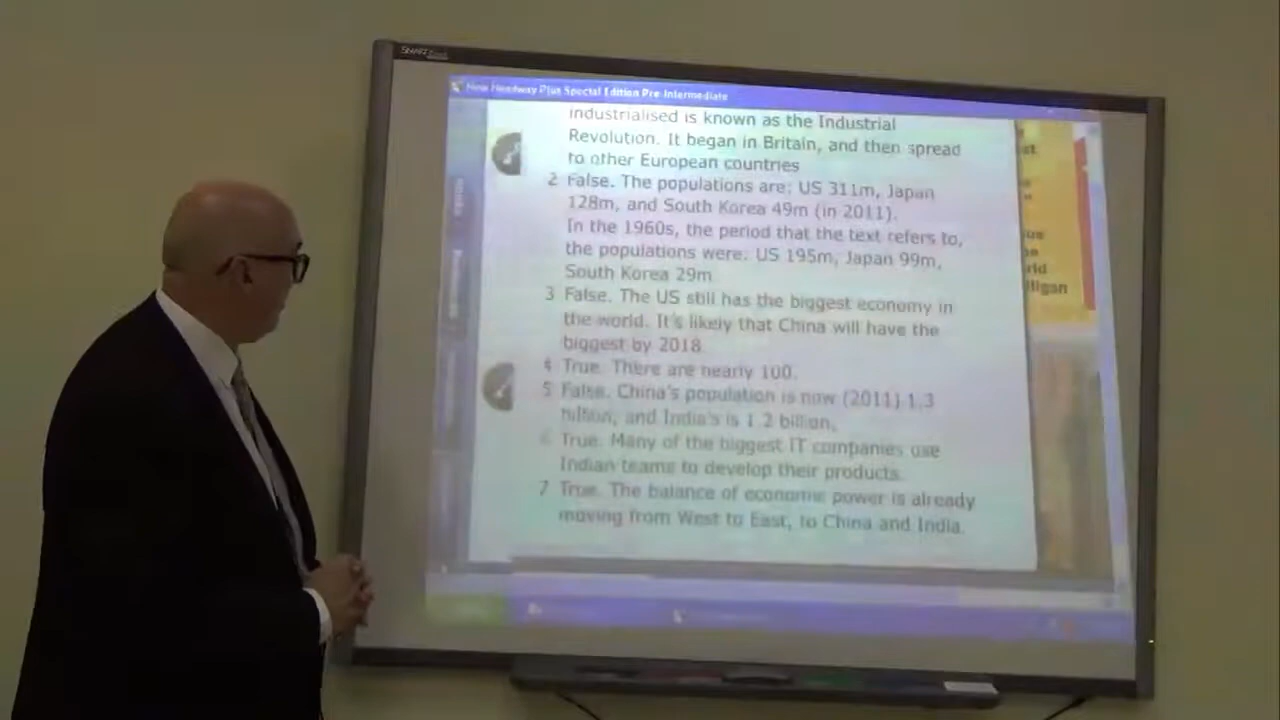 SMART
New Headway Plus Special Edition Pre-Intermediate
industrialised is known as the Industrial
Revolution. It began in Britain, and then spread
to other European countries
2 False. The populations are: US 311m, Japan
128m, and South Korea 49m (in 2011).
In the 1960s, the period that the text refers to,
the populations were: US 195m, Japan 99m,
South Korea 29m.
3 False. The US still has the biggest economy in
the world. It's likely that China will have the
biggest by 2018.
4 True. There are nearly 100.
5 False. China's population is now (2011) 1.3
billion, and India's is 1.2 billion.
6 True. Many of the biggest IT companies use
Indian teams to develop their products.
7 True. The balance of economic power is already
moving from West to East, to China and India.